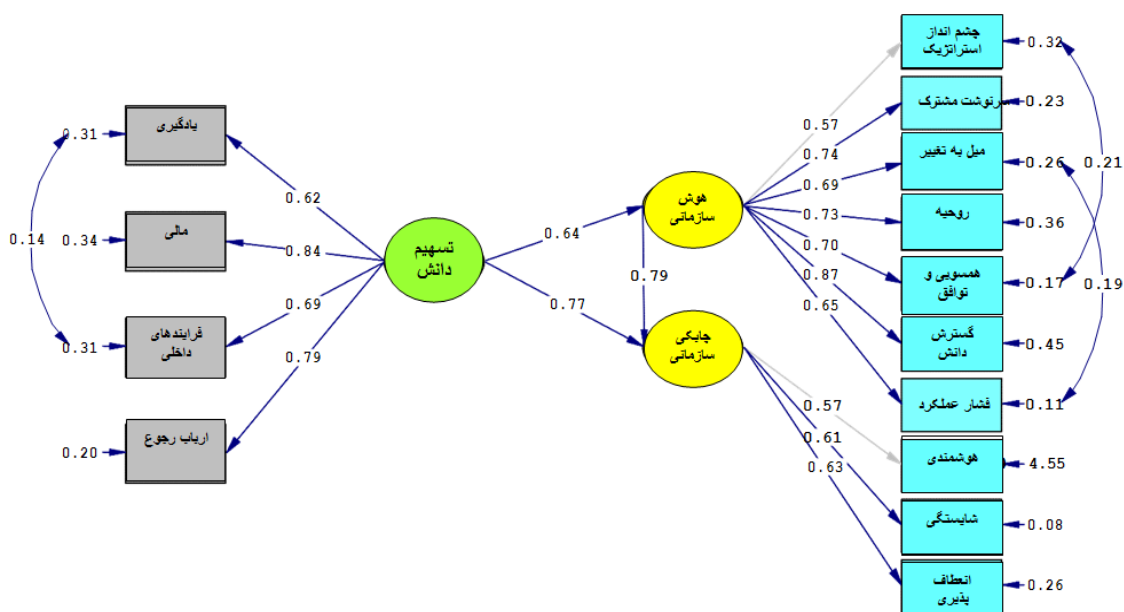 چشم انداز
استراتژیک
0.32
سرنوشت مشترک
0.23
یادگیری
0.31
0.57
0.74
میل به تغییر
0.26
0.21
0.69
هوش
سازمانی
0.62
0.73
روحیه
0.36
مالی
0.34
0.14
0.84
تسهیم
دانش
0.64
0.70
همسویی و
توافق
0.17
0.19
0.79
0.87
0.77
0.65
فرایندهای
داخلی
0.31
0.69
چابکی
سازمانی
گسترش
دانش
0.45
0.79
فشار عملکرد
0.11
0.57
ارباب رجوع
0.20
0.61
هوشمندی
4.55
0.63
شایستگی
0.08
انعطاف
پذیری
0.26